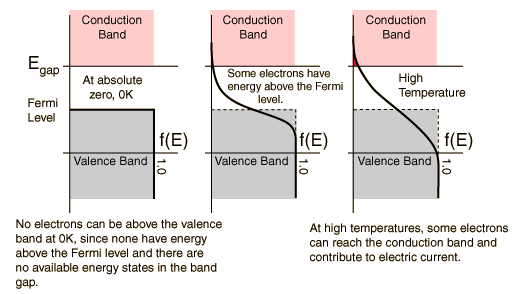 Conduction
Band
E gap
At absolute
zero, 0K
Fermi
Level
f(E)
Valence Band
1.0
No electrons can be above the valence
band at 0K, since none have energy
above the Fermi level and there are
no available energy states in the band
gap.
Conduction
Band
Some electrons have
energy above the Fermi
level.
f(E)
Valence Band
1.0
Conduction
Band
High
Temperature
f(E)
Valence Band
1.0
At high temperatures, some electrons
can reach the conduction band and
contribute to electric current.